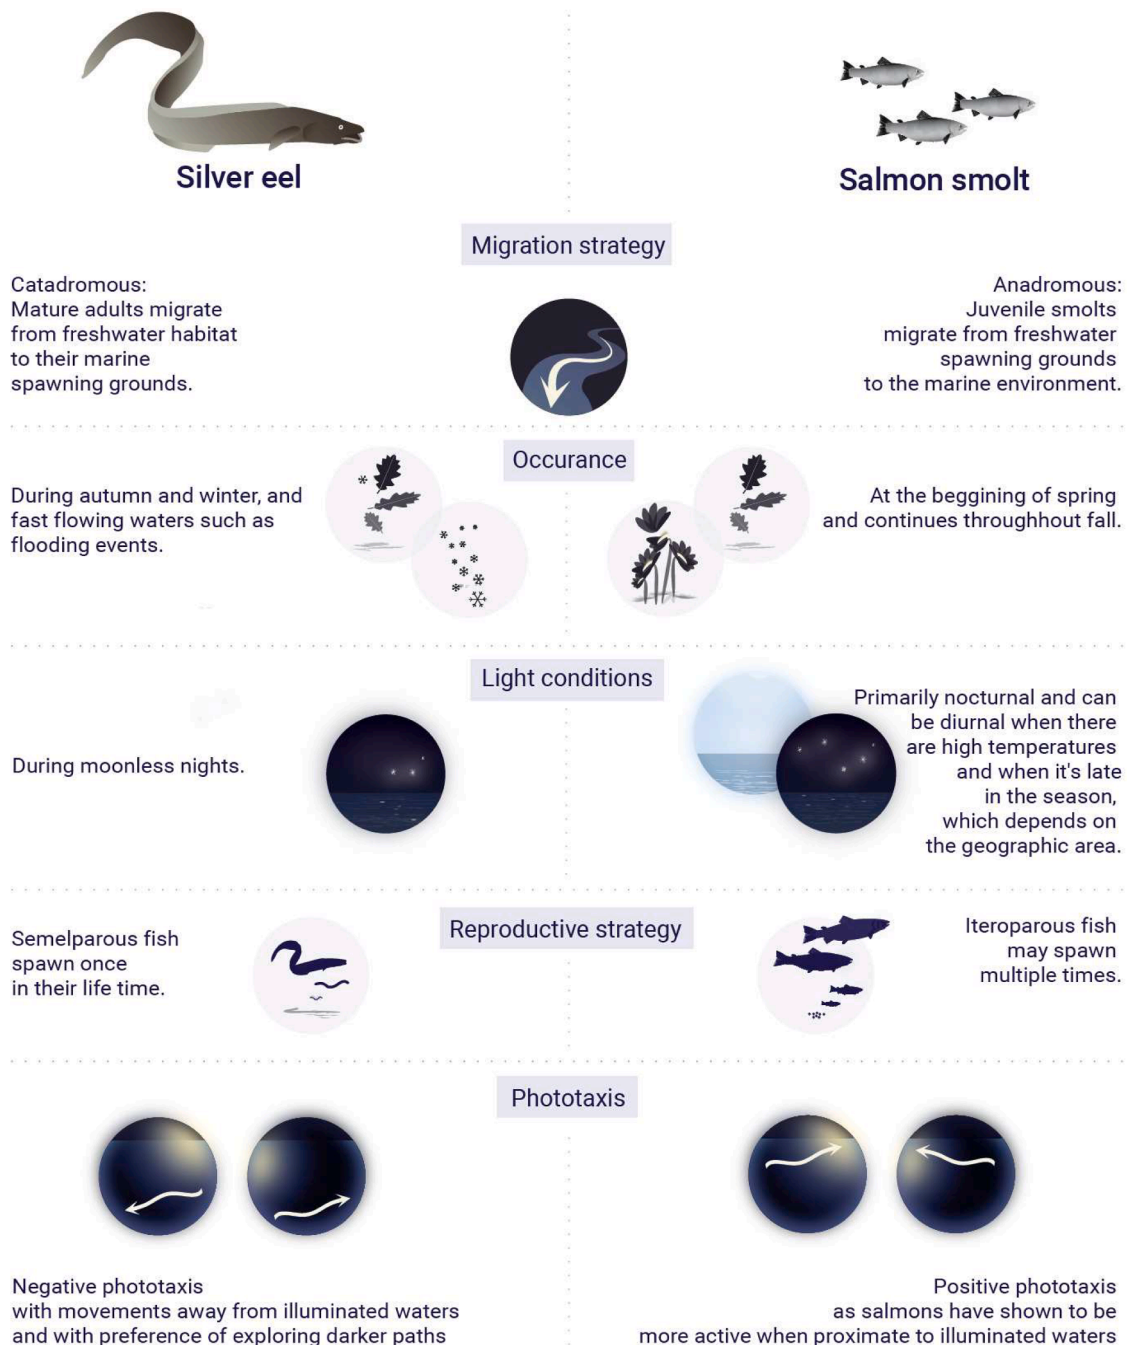 Silver eel
Salmon smolt
Migration strategy
Catadromous:
Mature adults migrate
from freshwater habitat
to their marine
spawning grounds.
Anadromous:
Juvenile smolts
migrate from freshwater
spawning grounds
to the marine environment.
Occurance
During autumn and winter, and
fast flowing waters such as
flooding events.
At the beggining of spring
and continues throughhout fall.
Light conditions
During moonless nights.
Primarily nocturnal and can
be diurnal when there
are high temperatures
and when it's late
in the season,
which depends on
the geographic area.
Reproductive strategy
Semelparous fish
spawn once
in their life time.
Iteroparous fish
may spawn
multiple times.
Phototaxis
Negative phototaxis
with movements away from illuminated waters
and with preference of exploring darker paths
Positive phototaxis
as salmons have shown to be
more active when proximate to illuminated waters